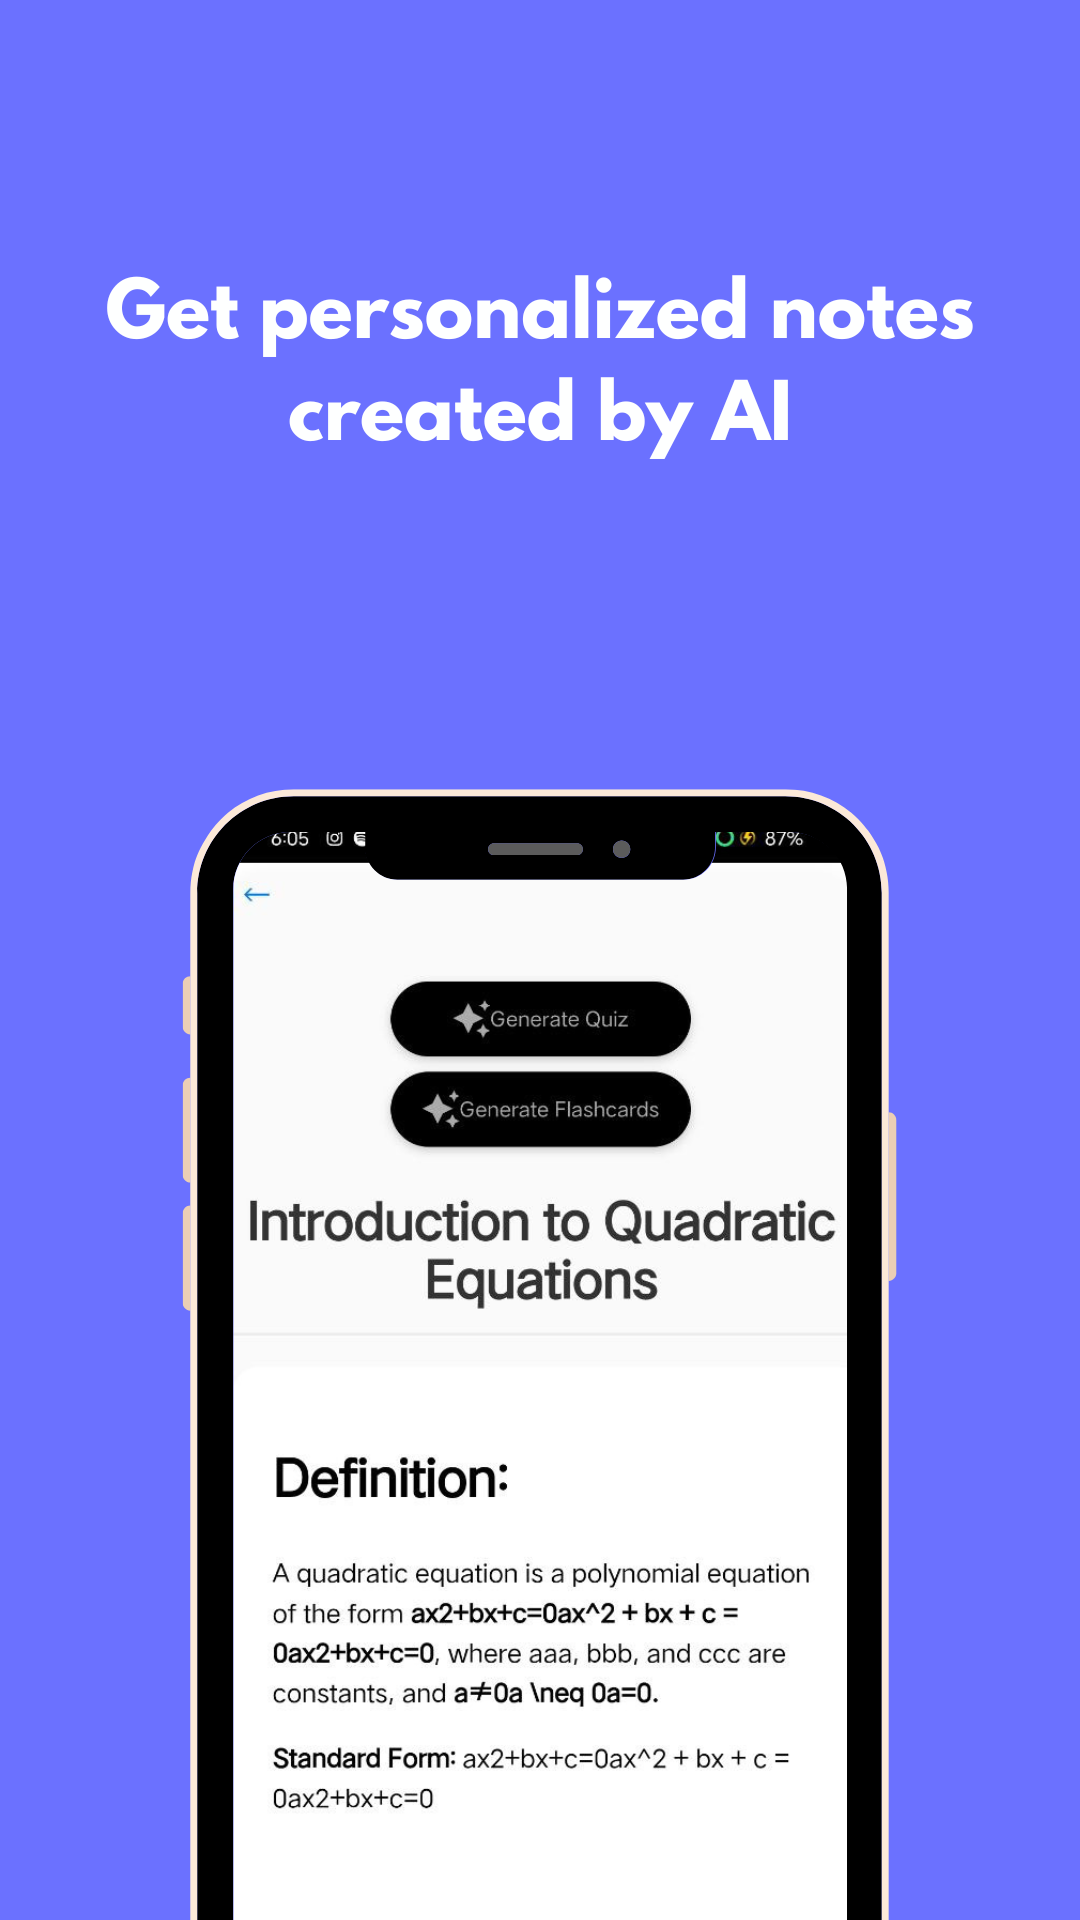 Get personalized notes
created by AI
6:05
87%
Generate Quiz
Generate Flashcards
Introduction to Quadratic
Equations
Definition:
A quadratic equation is a polynomial equation
of the form ax2+bx+c=0ax^2 + bx + c =
0ax2+bx+c=0, where aaa, bbb, and ccc are
constants, and a≠0a \neq 0a=0.
Standard Form: ax2+bx+c=0ax^2 + bx + c =
0ax2+bx+c=0